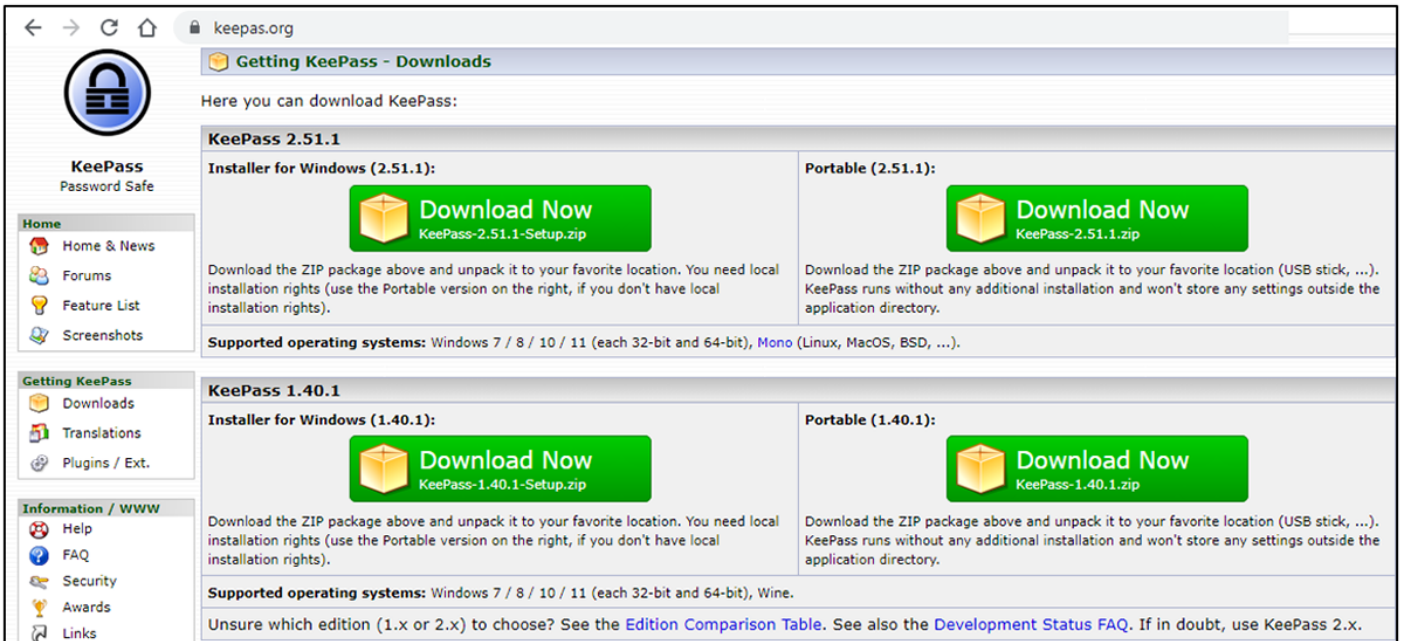 keepas.org
KeePass
Password Safe
Home
Home & News
Forums
Feature List
Screenshots
Getting KeePass
Downloads
Translations
Plugins / Ext.
Information / WWW
Help
FAQ
Security
Awards
Links
Getting KeePass - Downloads
Here you can download KeePass:
KeePass 2.51.1
Installer for Windows (2.51.1):
Download Now
KeePass-2.51.1-Setup.zip
Download the ZIP package above and unpack it to your favorite location. You need local
installation rights (use the Portable version on the right, if you don't have local
installation rights).
Portable (2.51.1):
Download Now
KeePass-2.51.1.zip
Download the ZIP package above and unpack it to your favorite location (USB stick, ...).
KeePass runs without any additional installation and won't store any settings outside the
application directory.
Supported operating systems: Windows 7 / 8 / 10 / 11 (each 32-bit and 64-bit), Mono (Linux, MacOS, BSD, ...).
KeePass 1.40.1
Installer for Windows (1.40.1):
Download Now
KeePass-1.40.1-Setup.zip
Download the ZIP package above and unpack it to your favorite location. You need local
installation rights (use the Portable version on the right, if you don't have local
installation rights).
Portable (1.40.1):
Download Now
KeePass-1.40.1.zip
Download the ZIP package above and unpack it to your favorite location (USB stick, ...).
KeePass runs without any additional installation and won't store any settings outside the
application directory.
Supported operating systems: Windows 7 / 8 / 10 / 11 (each 32-bit and 64-bit), Wine.
Unsure which edition (1.x or 2.x) to choose? See the Edition Comparison Table. See also the Development Status FAQ. If in doubt, use KeePass 2.x.